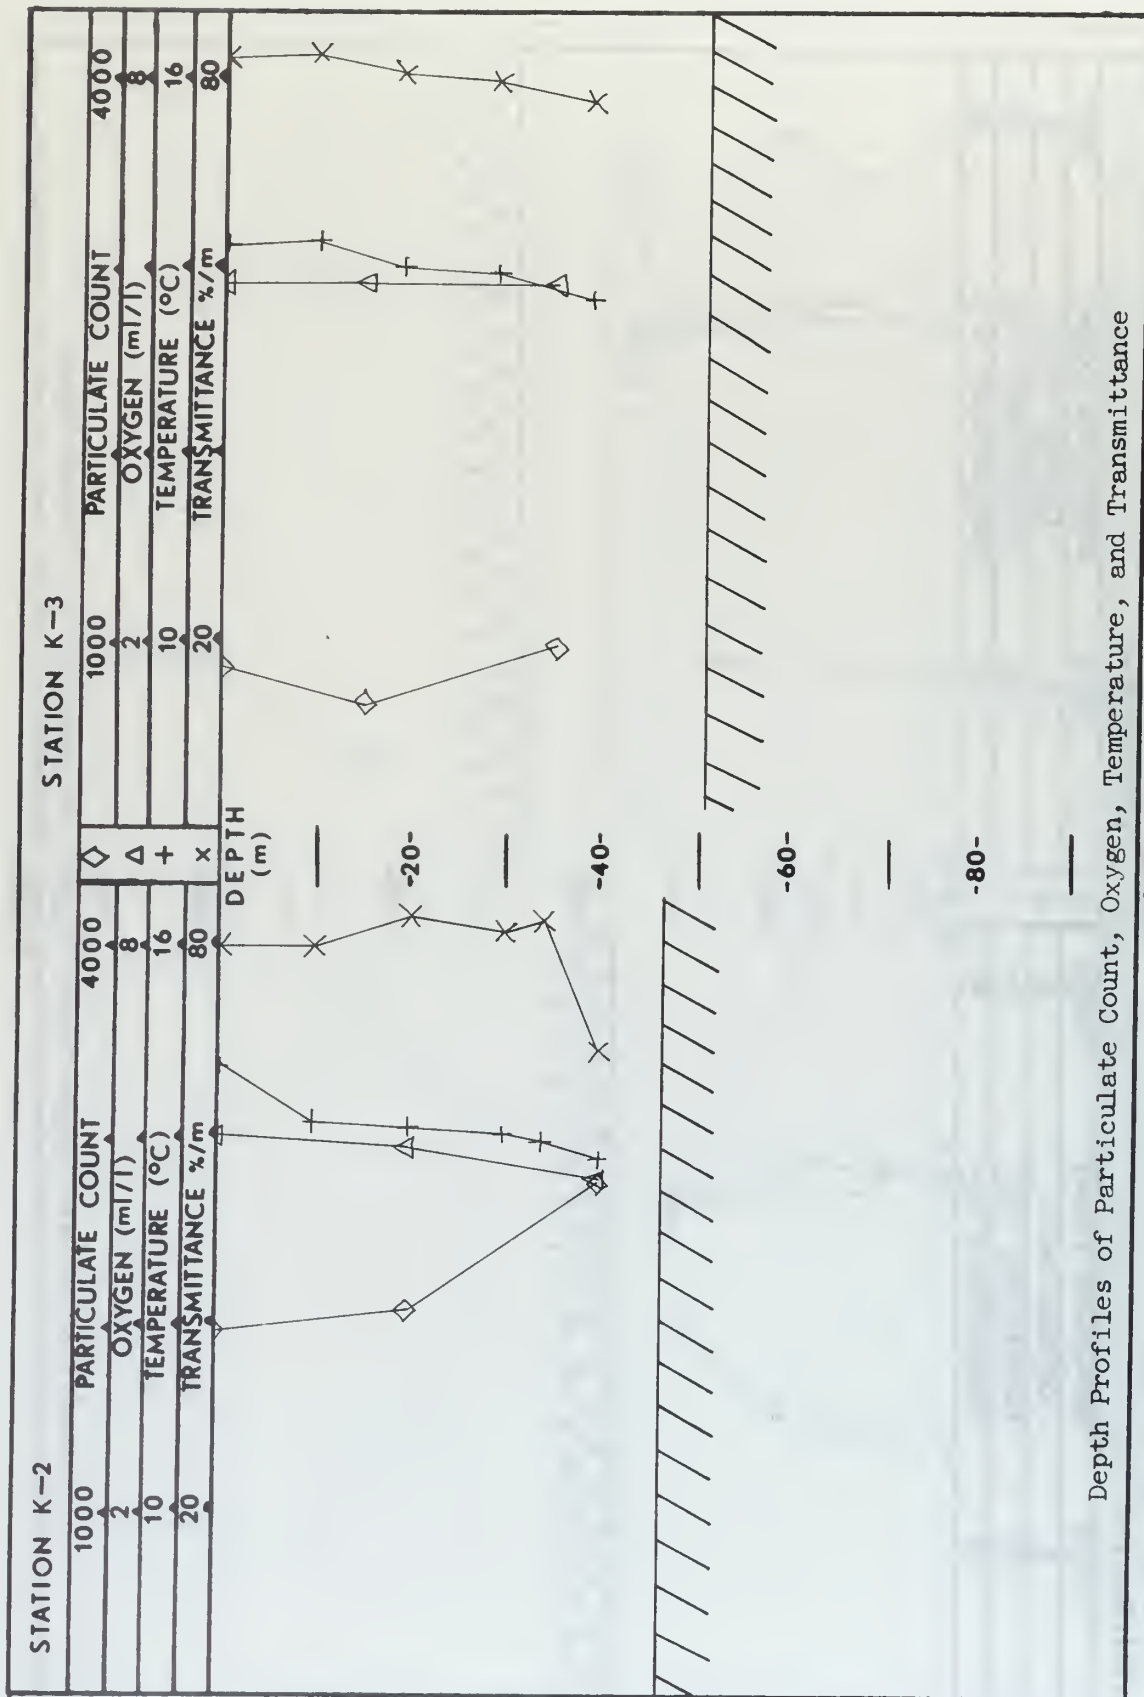 STATION K-2
STATION K-3
1000 PARTICULATE COUNT 4000 ◇ 1000 PARTICULATE COUNT 4000
2 OXYGEN (ml/l) 8 Δ 2 OXYGEN (ml/l) 8
10 TEMPERATURE (°C) 16 + 10 TEMPERATURE (°C) 16
20 TRANSMITTANCE %/m 80 × 20 TRANSMITTANCE %/m 80
DEPTH
(m)
-20-
-40-
-60-
-80-
Depth Profiles of Particulate Count, Oxygen, Temperature, and Transmittance